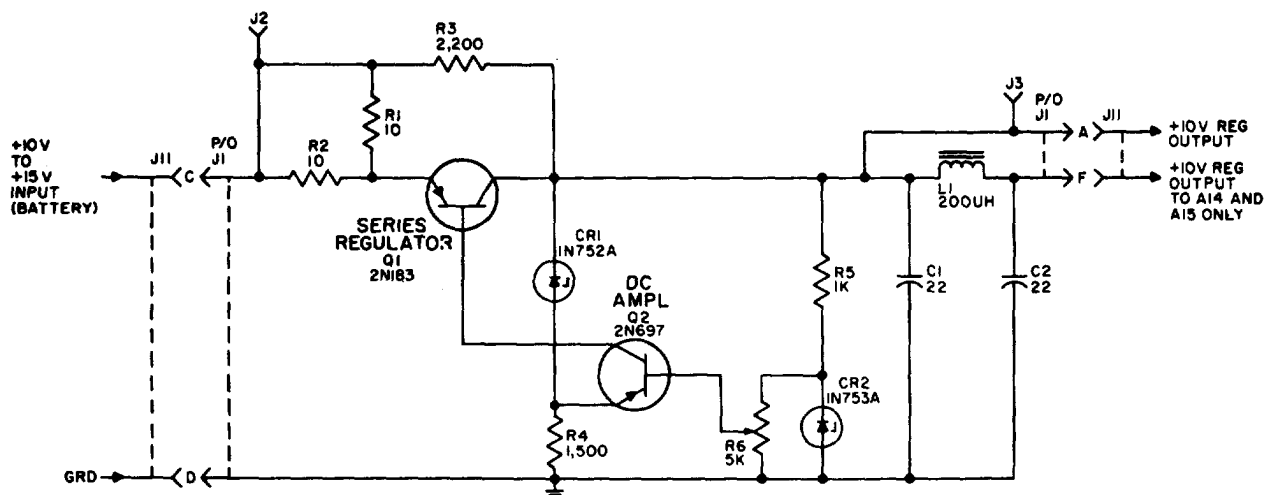 J2
R3
2,200
+10V
TO
+15V
INPUT
(BATTERY)
J11
C
P/O
J1
R2
10
R1
10
SERIES
REGULATOR
Q1
2N183
CR1
1N752A
DC
AMPL
Q2
2N697
R4
1,500
R5
1K
R6
5K
CR2
1N753A
C1
22
L1
200UH
C2
22
J3
P/O
J1
A
J11
+10V REG
OUTPUT
F
+10V REG
OUTPUT
TO A14 AND
A15 ONLY
GRD
D